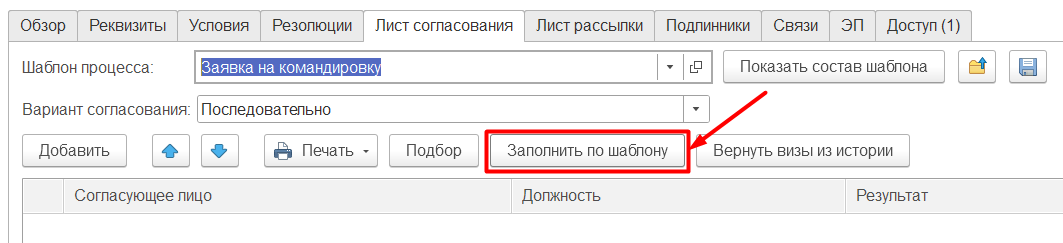 Обзор Реквизиты Условия Резолюции Лист согласования Лист рассылки Подлинники Связи ЭП Доступ (1)
Шаблон процесса: Заявка на командировку Показать состав шаблона
Вариант согласования: Последовательно
Добавить Печать Подбор Заполнить по шаблону Вернуть визы из истории
Согласующее лицо Должность Результат